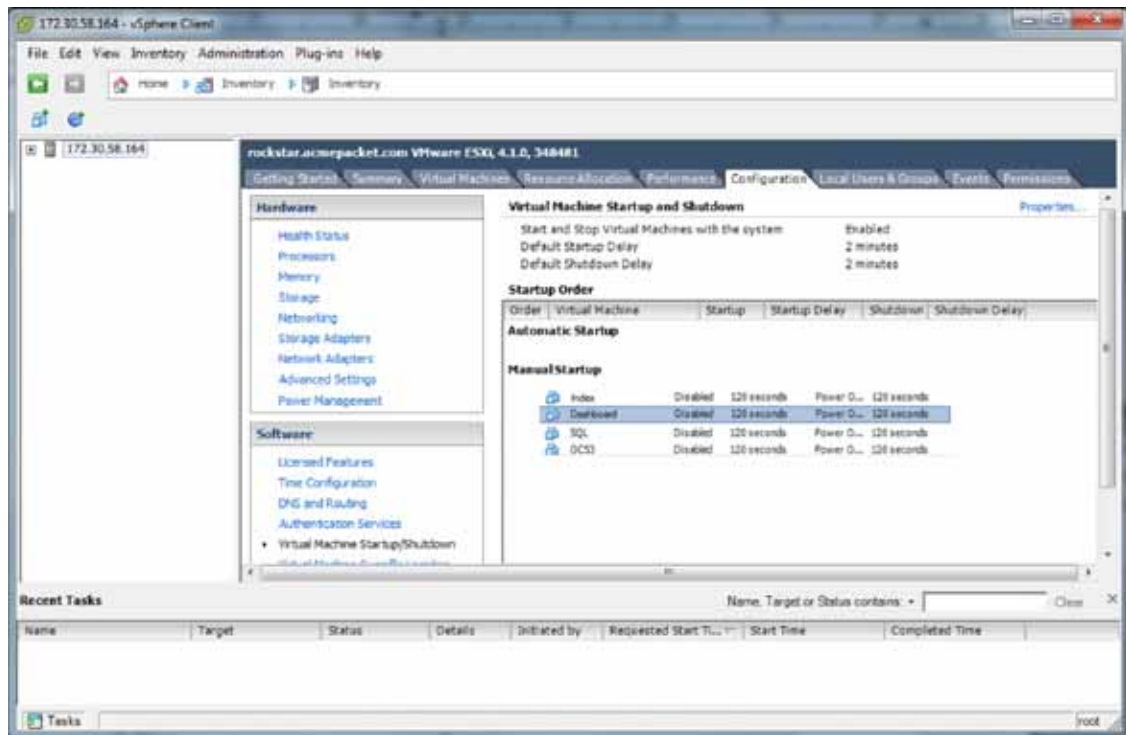 172.30.58.164 - vSphere Client
File Edit View Inventory Administration Plug-ins Help
Home Inventory Inventory
172.30.58.164
rockstar.acmepacket.com VMware ESXi, 4.1.0, 348481
Getting Started Summary Virtual Machines Resource Allocation Performance Configuration Local Users & Groups Events Permissions
Hardware
Health Status
Processors
Memory
Storage
Networking
Storage Adapters
Network Adapters
Advanced Settings
Power Management
Software
Licensed Features
Time Configuration
DNS and Routing
Authentication Services
Virtual Machine Startup/Shutdown
Virtual Machine Startup and Shutdown Properties...
Start and Stop Virtual Machines with the system Enabled
Default Startup Delay 2 minutes
Default Shutdown Delay 2 minutes
Startup Order
Order Virtual Machine Startup Startup Delay Shutdown Shutdown Delay
Automatic Startup
Manual Startup
Index Disabled 120 seconds Power O... 120 seconds
Dashboard Disabled 120 seconds Power O... 120 seconds
SQL Disabled 120 seconds Power O... 120 seconds
Disabled 120 seconds Power O... 120 seconds
Recent Tasks Name, Target or Status contains: Clear
Name Target Status Details Initiated by Requested Start Ti... Start Time Completed Time
Tasks root